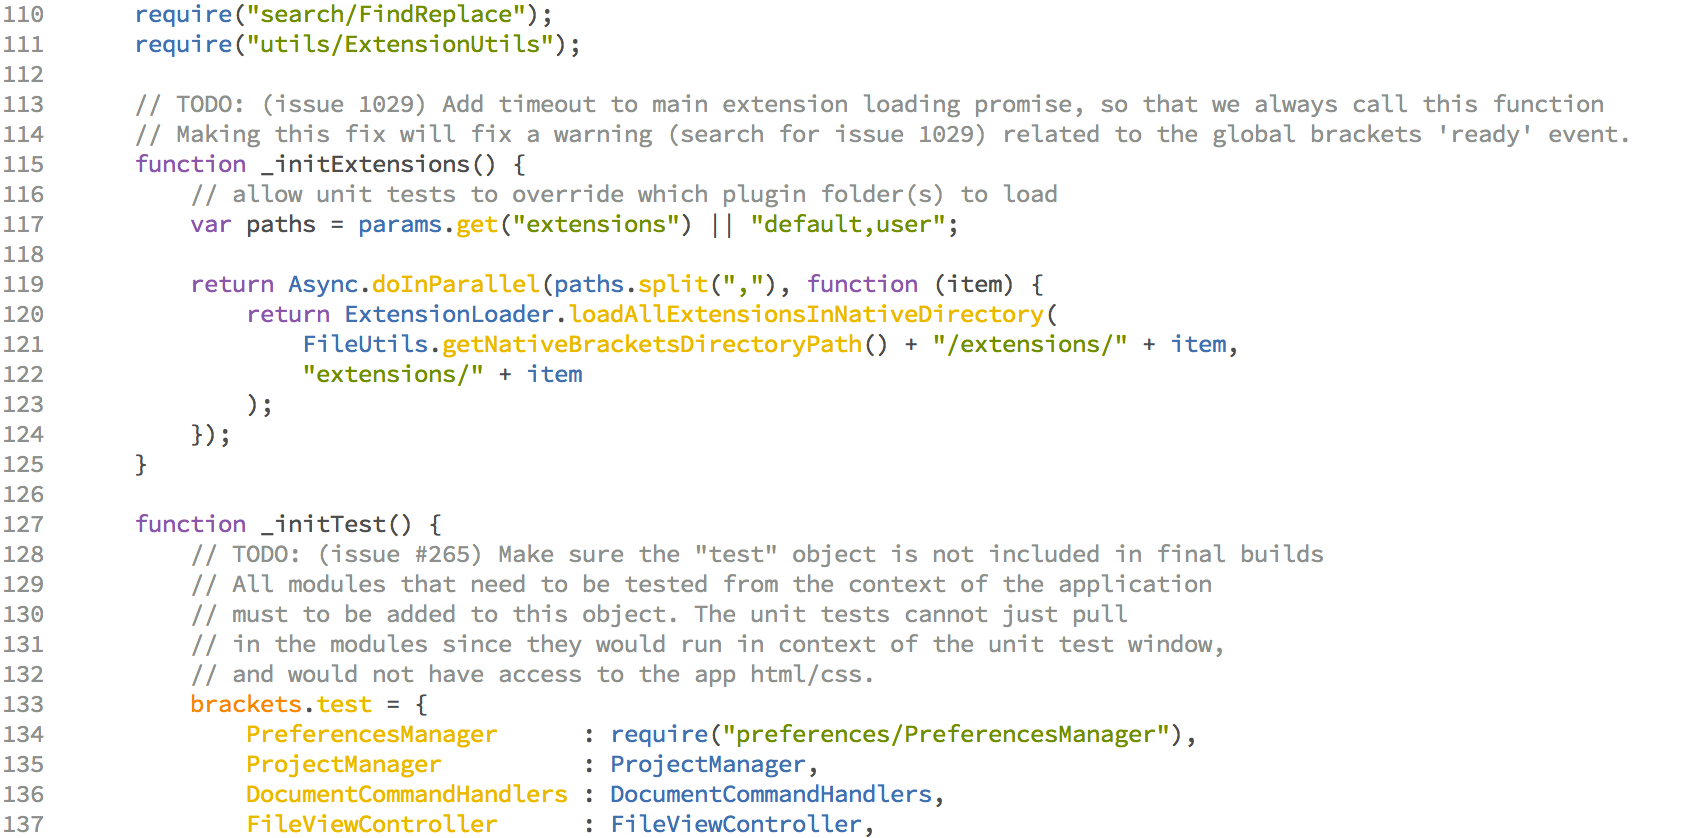 110 require("search/FindReplace");
111 require("utils/ExtensionUtils");
112
113 // TODO: (issue 1029) Add timeout to main extension loading promise, so that we always call this function
114 // Making this fix will fix a warning (search for issue 1029) related to the global brackets 'ready' event.
115 function _initExtensions() {
116 // allow unit tests to override which plugin folder(s) to load
117 var paths = params.get("extensions") || "default,user";
118
119 return Async.doInParallel(paths.split(","), function (item) {
120 return ExtensionLoader.loadAllExtensionsInNativeDirectory(
121 FileUtils.getNativeBracketsDirectoryPath() + "/extensions/" + item,
122 "extensions/" + item
123 );
124 });
125 }
126
127 function _initTest() {
128 // TODO: (issue #265) Make sure the "test" object is not included in final builds
129 // All modules that need to be tested from the context of the application
130 // must to be added to this object. The unit tests cannot just pull
131 // in the modules since they would run in context of the unit test window,
132 // and would not have access to the app html/css.
133 brackets.test = {
134 PreferencesManager : require("preferences/PreferencesManager"),
135 ProjectManager : ProjectManager,
136 DocumentCommandHandlers : DocumentCommandHandlers,
137 FileViewController : FileViewController,